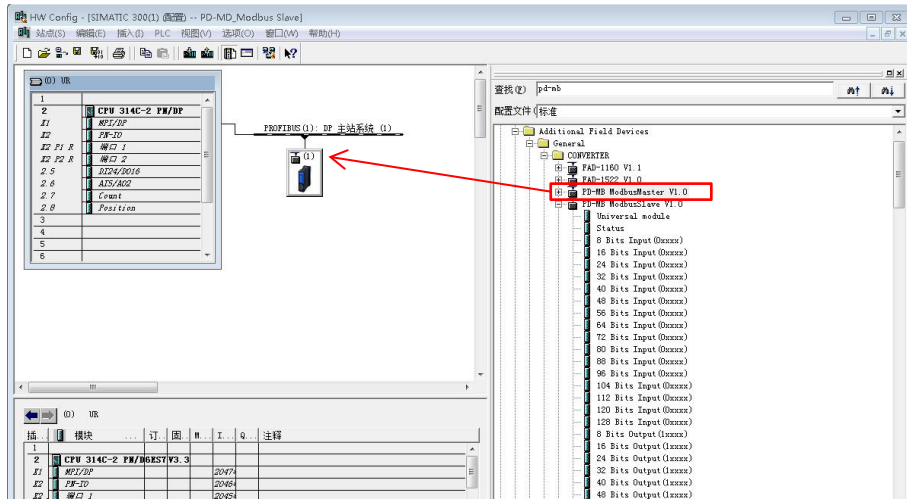 HW Config - [SIMATIC 300(1) (配置) -- PD-MD_Modbus Slave]
站点(S) 编辑(E) 插入(I) PLC 视图(V) 选项(O) 窗口(W) 帮助(H)
(0) UR
1
2 CPU 314C-2 PN/DP
X1 MPI/DP
X2 PN-IO
X2 P1 R 端口 1
X2 P2 R 端口 2
2.5 DI24/DO16
2.6 AI5/AO2
2.7 Count
2.8 Position
3
4
5
6
PROFIBUS(1): DP 主站系统 (1)
(1)
查找(F) pd-mb
配置文件(标准
Additional Field Devices
General
CONVERTER
FAD-1160 V1.1
FAD-1522 V1.0
PD-MB ModbusMaster V1.0
PD-MB ModbusSlave V1.0
Universal module
Status
8 Bits Input(0xxxx)
16 Bits Input(0xxxx)
24 Bits Input(0xxxx)
32 Bits Input(0xxxx)
40 Bits Input(0xxxx)
48 Bits Input(0xxxx)
56 Bits Input(0xxxx)
64 Bits Input(0xxxx)
72 Bits Input(0xxxx)
80 Bits Input(0xxxx)
88 Bits Input(0xxxx)
96 Bits Input(0xxxx)
104 Bits Input(0xxxx)
112 Bits Input(0xxxx)
120 Bits Input(0xxxx)
128 Bits Input(0xxxx)
8 Bits Output(1xxxx)
16 Bits Output(1xxxx)
24 Bits Output(1xxxx)
32 Bits Output(1xxxx)
40 Bits Output(1xxxx)
48 Bits Output(1xxxx)
(0) UR
插... 模块 ... 订... 固... M... I... Q... 注释
1
2 CPU 314C-2 PN/D 6ES7 V3.3
X1 MPI/DP 2047
X2 PN-IO 2046
X2 端口 1 2045